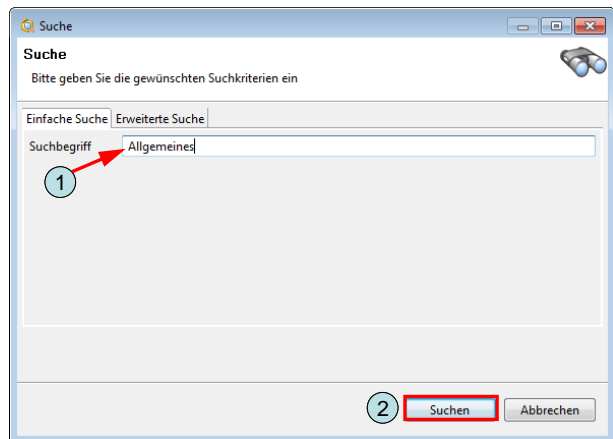 Suche
Suche
Bitte geben Sie die gewünschten Suchkriterien ein
Einfache Suche Erweiterte Suche
Suchbegriff Allgemeines
1
2 Suchen Abbrechen